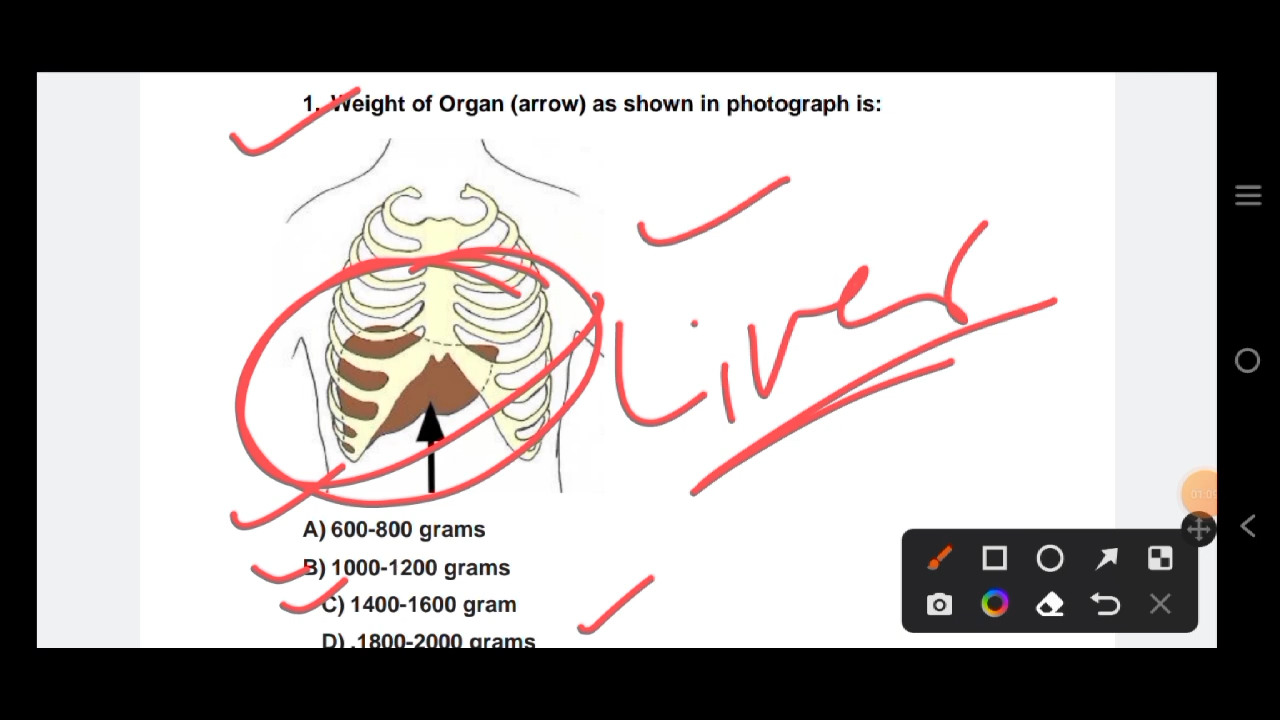 1. Weight of Organ (arrow) as shown in photograph is:
Liver
A) 600-800 grams
B) 1000-1200 grams
C) 1400-1600 gram
D) .1800-2000 grams